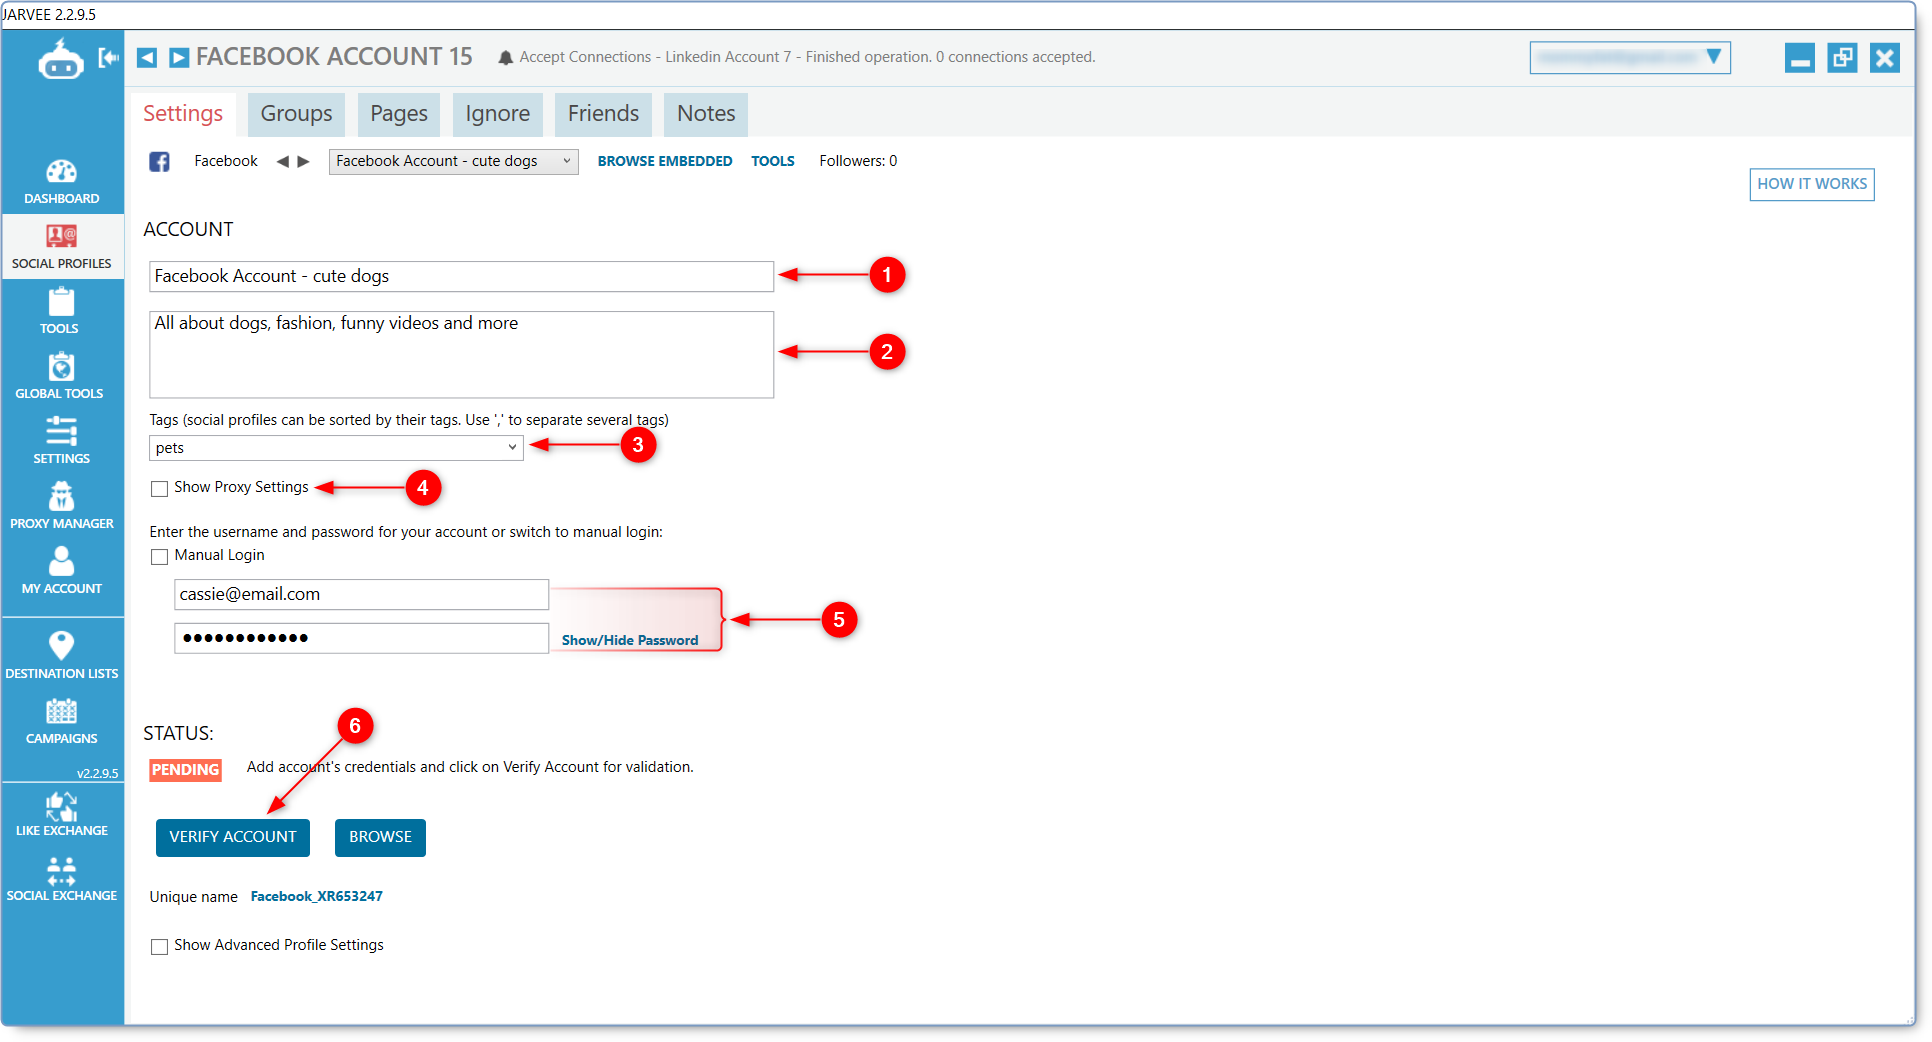 JARVEE 2.2.9.5
FACEBOOK ACCOUNT 15
Accept Connections - Linkedin Account 7 - Finished operation. 0 connections accepted.
Settings
Groups
Pages
Ignore
Friends
Notes
Facebook
Facebook Account - cute dogs
BROWSE EMBEDDED
TOOLS
Followers: 0
HOW IT WORKS
DASHBOARD
SOCIAL PROFILES
TOOLS
GLOBAL TOOLS
SETTINGS
PROXY MANAGER
MY ACCOUNT
DESTINATION LISTS
CAMPAIGNS
v2.2.9.5
LIKE EXCHANGE
SOCIAL EXCHANGE
ACCOUNT
Facebook Account - cute dogs
1
All about dogs, fashion, funny videos and more
2
Tags (social profiles can be sorted by their tags. Use ',' to separate several tags)
pets
3
Show Proxy Settings
4
Enter the username and password for your account or switch to manual login:
Manual Login
cassie@email.com
Show/Hide Password
5
STATUS:
6
PENDING
Add account's credentials and click on Verify Account for validation.
VERIFY ACCOUNT
BROWSE
Unique name Facebook_XR653247
Show Advanced Profile Settings